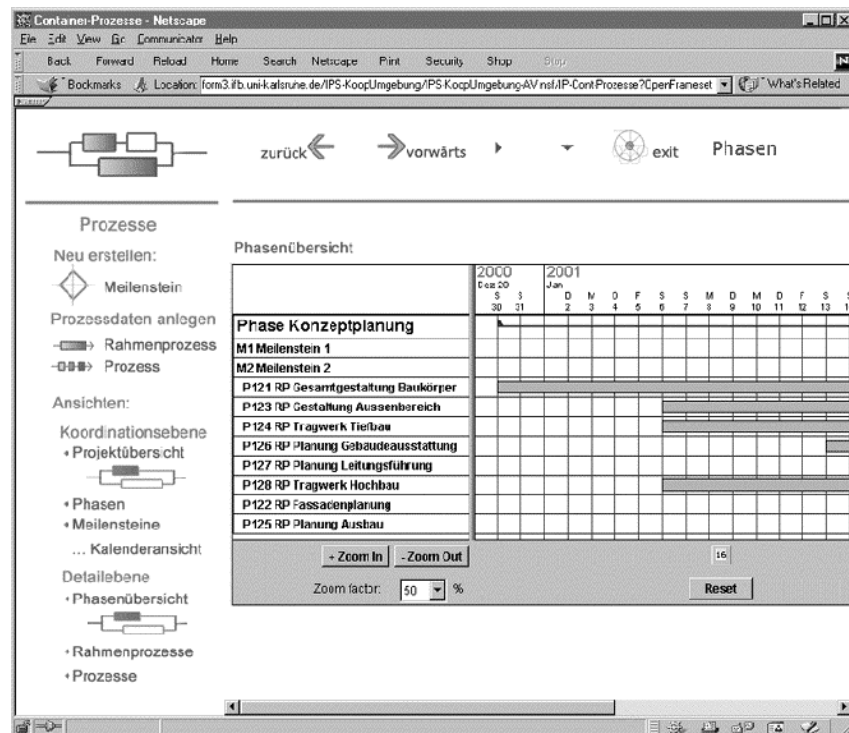 Container-Prozesse - Netscape
File Edit View Go Communicator Help
Back Forward Reload Home Search Netscape Print Security Shop Stop
Bookmarks Location: form3.ifb.uni-karlsruhe.de/IPS-KoopUmgebung/IPS-KoopUmgebung-AV.nsf/IP-ContProzesse?OpenFrameset What's Related
zurück vorwärts exit Phasen
Prozesse
Neu erstellen:
Meilenstein
Prozessdaten anlegen
Rahmenprozess
Prozess
Ansichten:
Koordinationsebene
Projektübersicht
Phasen
Meilensteine
... Kalenderansicht
Detailebene
Phasenübersicht
Rahmenprozesse
Prozesse
Phasenübersicht
2000 2001
Dez 20 Jan
S S D M D F S S M D M D F S
30 31 2 3 4 5 6 7 8 9 10 11 12 13
Phase Konzeptplanung
M1 Meilenstein 1
M2 Meilenstein 2
P121 RP Gesamtgestaltung Baukörper
P123 RP Gestaltung Aussenbereich
P124 RP Tragwerk Tiefbau
P126 RP Planung Gebäudeausstattung
P127 RP Planung Leitungsführung
P128 RP Tragwerk Hochbau
P122 RP Fassadenplanung
P125 RP Planung Ausbau
+ Zoom In - Zoom Out 16
Zoom factor: 50 % Reset